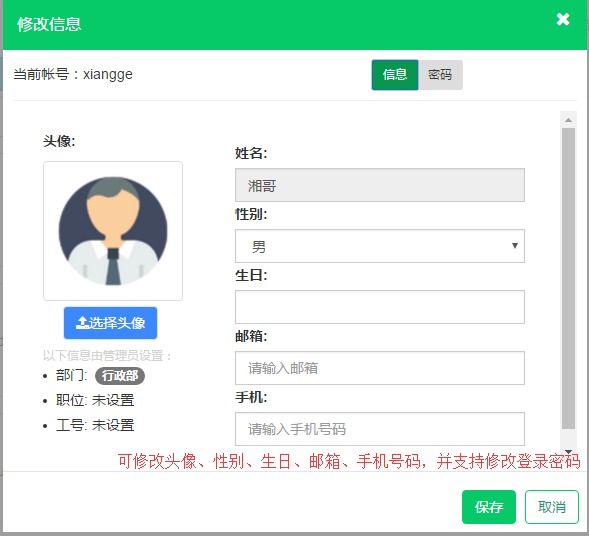 修改信息
当前帐号：xiangge
信息 密码
头像:
选择头像
以下信息由管理员设置：
部门: 行政部
职位: 未设置
工号: 未设置
姓名:
湘哥
性别:
男
生日:
邮箱:
请输入邮箱
手机:
请输入手机号码
可修改头像、性别、生日、邮箱、手机号码，并支持修改登录密码
保存 取消